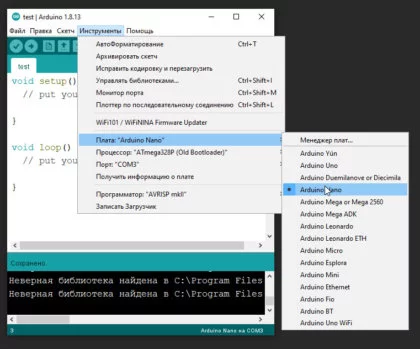 test | Arduino 1.8.13
Файл Правка Скетч Инструменты Помощь
АвтоФорматирование Ctrl+T
Архивировать скетч
Исправить кодировку и перезагрузить
Управлять библиотеками... Ctrl+Shift+I
Монитор порта Ctrl+Shift+M
Плоттер по последовательному соединению Ctrl+Shift+L
WiFi101 / WiFiNINA Firmware Updater
Плата: "Arduino Nano"
Процессор: "ATmega328P (Old Bootloader)"
Порт: "COM3"
Получить информацию о плате
Программатор: "AVRISP mkII"
Записать Загрузчик
test
void setup()
// put you
}
void loop()
// put you
}
Менеджер плат...
Arduino Yún
Arduino Uno
Arduino Duemilanove or Diecimila
Arduino Nano
Arduino Mega or Mega 2560
Arduino Mega ADK
Arduino Leonardo
Arduino Leonardo ETH
Arduino Micro
Arduino Esplora
Arduino Mini
Arduino Ethernet
Arduino Fio
Arduino BT
Arduino Uno WiFi
Сохранено.
Неверная библиотека найдена в C:\Program Files
Неверная библиотека найдена в C:\Program Files
3 Arduino Nano на COM3